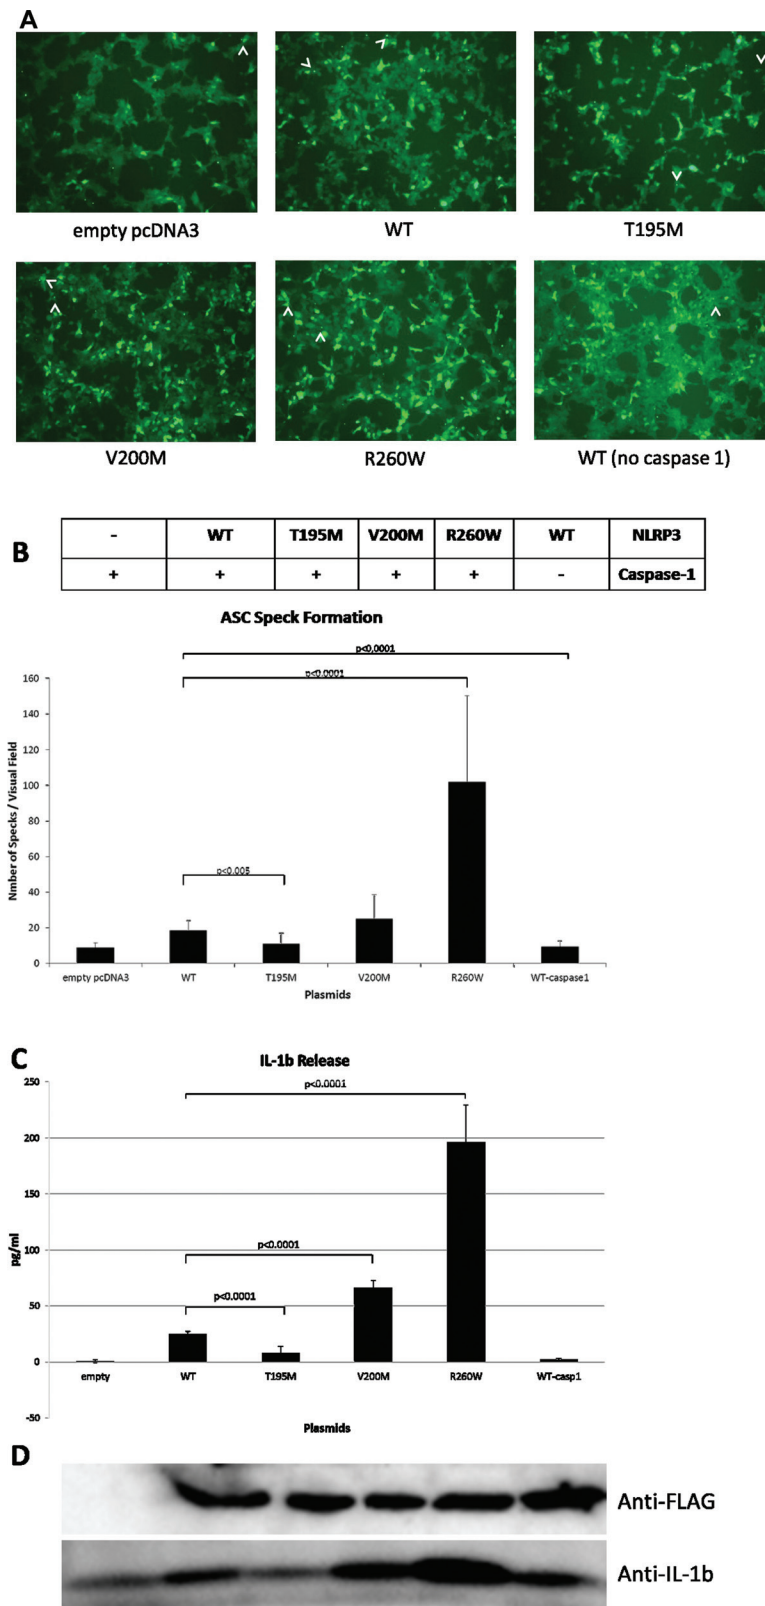 A
empty pcDNA3
WT
T195M
V200M
R260W
WT (no caspase 1)
B
- WT T195M V200M R260W WT NLRP3
+ + + + + - Caspase-1
ASC Speck Formation
p<0,0001
p<0.0001
p<0.005
Nmber of Specks / Visual Field
160
140
120
100
80
60
40
20
0
empty pcDNA3 WT T195M V200M R260W WT-caspase1
Plasmids
C
IL-1b Release
p<0.0001
p<0.0001
p<0.0001
pg/ml
250
200
150
100
50
0
-50
empty WT T195M V200M R260W WT-casp1
Plasmids
D
Anti-FLAG
Anti-IL-1b